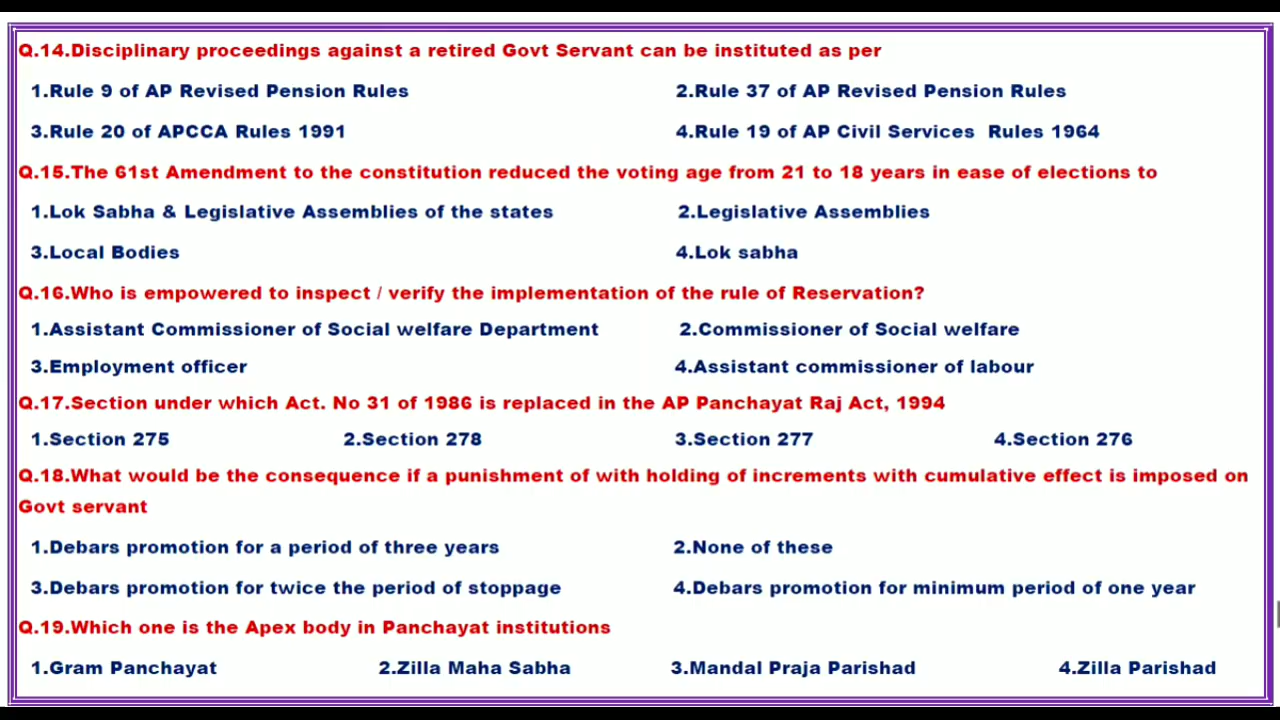 Q.14.Disciplinary proceedings against a retired Govt Servant can be instituted as per
1.Rule 9 of AP Revised Pension Rules 2.Rule 37 of AP Revised Pension Rules
3.Rule 20 of APCCA Rules 1991 4.Rule 19 of AP Civil Services Rules 1964
Q.15.The 61st Amendment to the constitution reduced the voting age from 21 to 18 years in ease of elections to
1.Lok Sabha & Legislative Assemblies of the states 2.Legislative Assemblies
3.Local Bodies 4.Lok sabha
Q.16.Who is empowered to inspect / verify the implementation of the rule of Reservation?
1.Assistant Commissioner of Social welfare Department 2.Commissioner of Social welfare
3.Employment officer 4.Assistant commissioner of labour
Q.17.Section under which Act. No 31 of 1986 is replaced in the AP Panchayat Raj Act, 1994
1.Section 275 2.Section 278 3.Section 277 4.Section 276
Q.18.What would be the consequence if a punishment of with holding of increments with cumulative effect is imposed on
Govt servant
1.Debars promotion for a period of three years 2.None of these
3.Debars promotion for twice the period of stoppage 4.Debars promotion for minimum period of one year
Q.19.Which one is the Apex body in Panchayat institutions
1.Gram Panchayat 2.Zilla Maha Sabha 3.Mandal Praja Parishad 4.Zilla Parishad